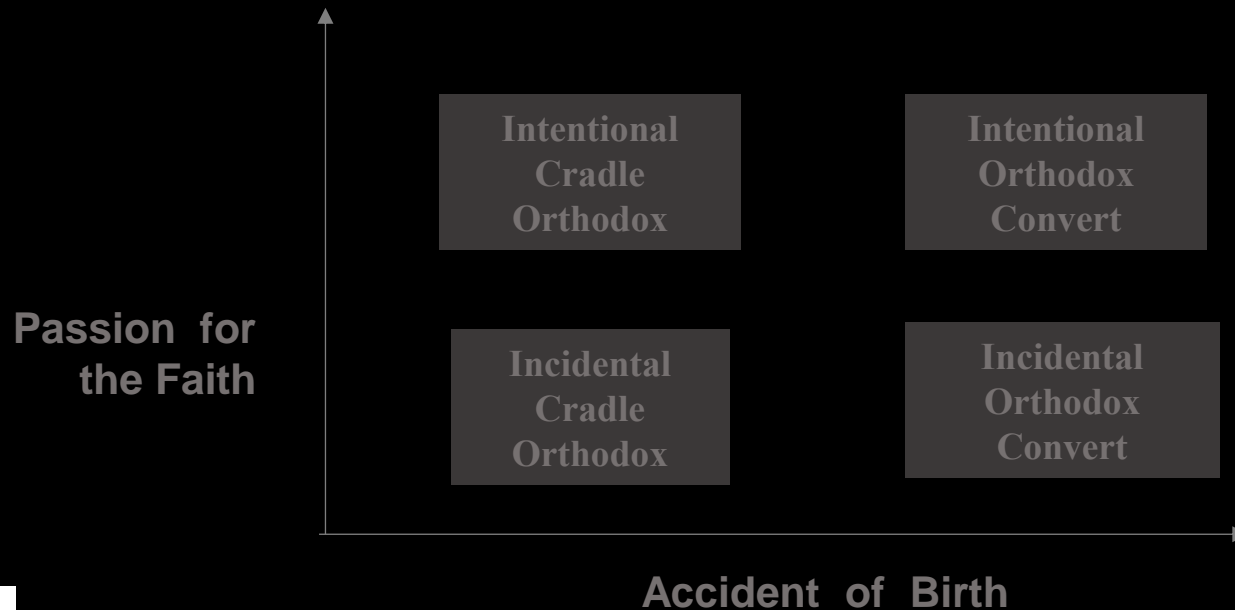 Intentional
Cradle
Orthodox
Intentional
Orthodox
Convert
Passion for
the Faith
Incidental
Cradle
Orthodox
Incidental
Orthodox
Convert
Accident of Birth